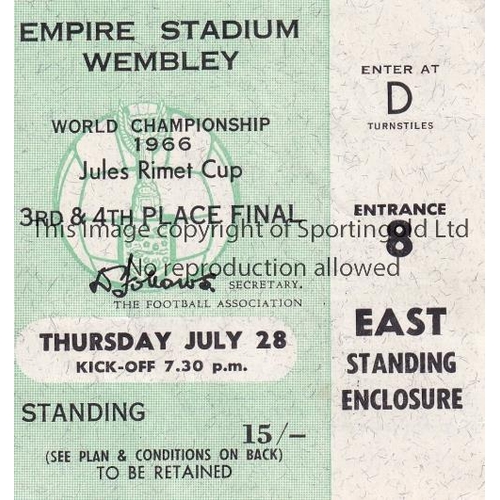 EMPIRE STADIUM
WEMBLEY
WORLD CHAMPIONSHIP
1966
Jules Rimet Cup
3RD & 4TH PLACE FINAL
This image copyright of Sportingold Ltd
No reproduction allowed
SECRETARY.
THE FOOTBALL ASSOCIATION
THURSDAY JULY 28
KICK-OFF 7.30 p.m.
STANDING
15/-
(SEE PLAN & CONDITIONS ON BACK)
TO BE RETAINED
ENTER AT
D
TURNSTILES
ENTRANCE
8
EAST
STANDING
ENCLOSURE